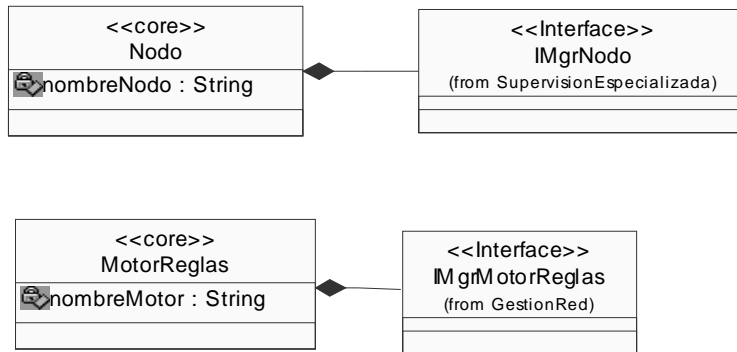 <<core>>
Nodo
nombreNodo : String
<<Interface>>
IMgrNodo
(from SupervisionEspecializada)
<<core>>
MotorReglas
nombreMotor : String
<<Interface>>
IMgrMotorReglas
(from GestionRed)